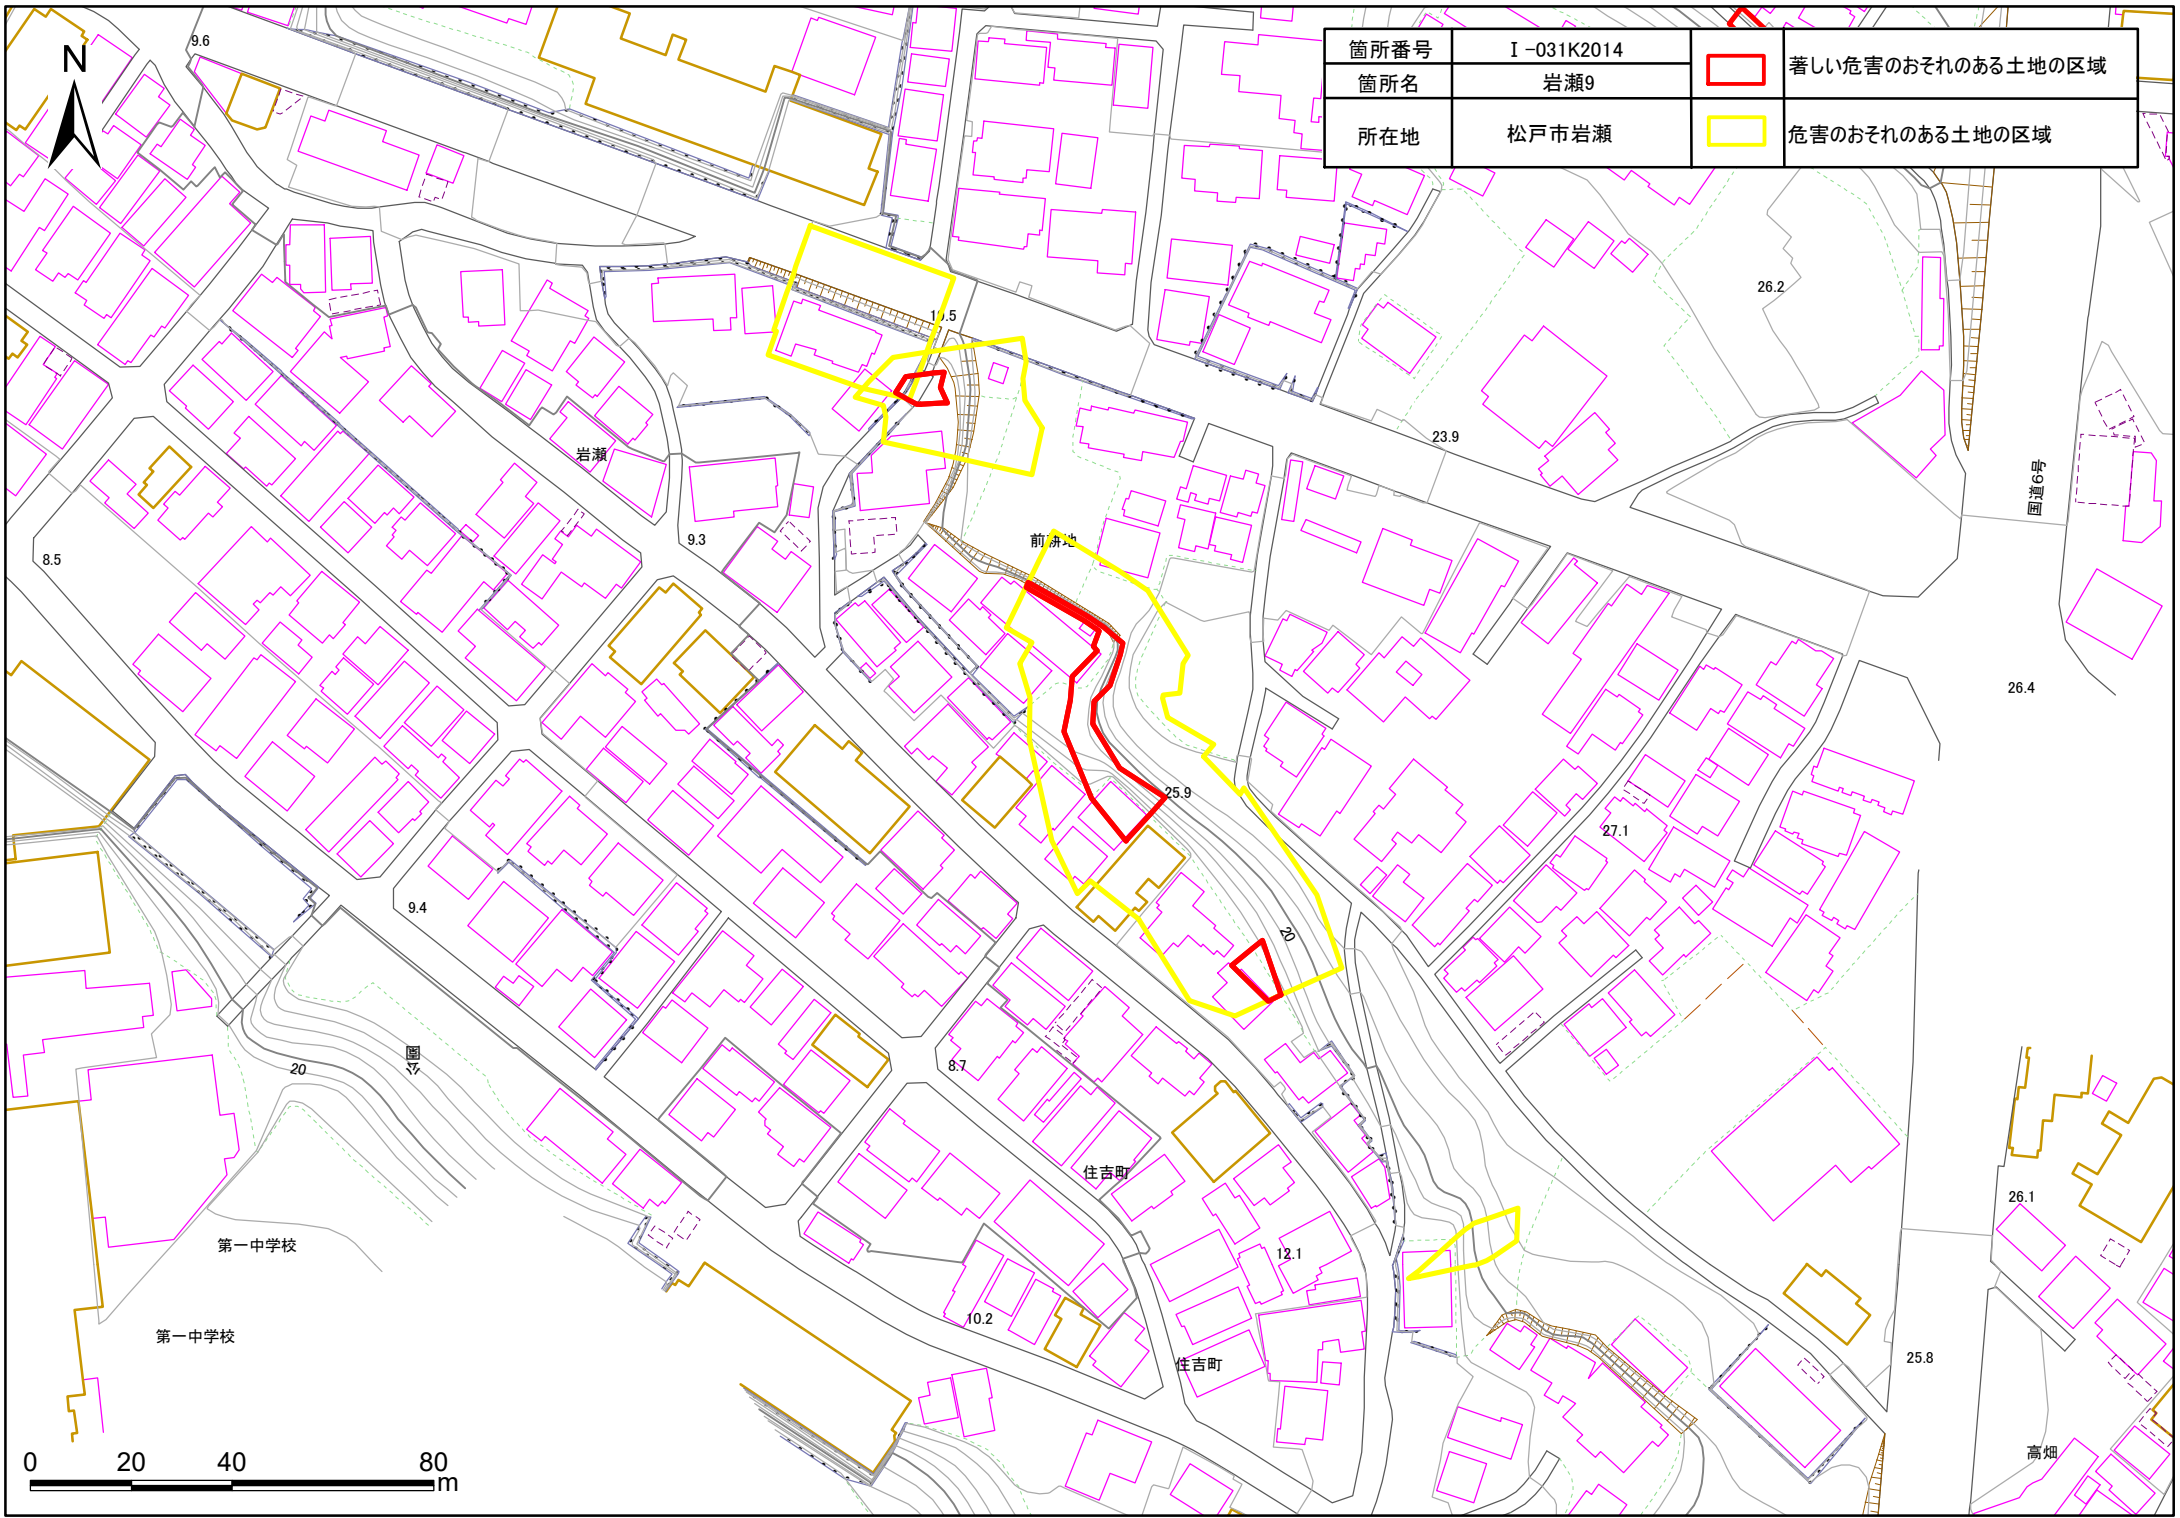 箇所番号 Ⅰ-031K2014 著しい危害のおそれのある土地の区域
箇所名 岩瀬9
所在地 松戸市岩瀬 危害のおそれのある土地の区域
N
9.6
26.2
23.9
岩瀬
国道6号
9.3
前耕地
8.5
26.4
25.9
27.1
9.4
20
8.7
公園
20
住吉町
26.1
第一中学校
12.1
10.2
第一中学校
住吉町
25.8
高畑
0 20 40 80
m